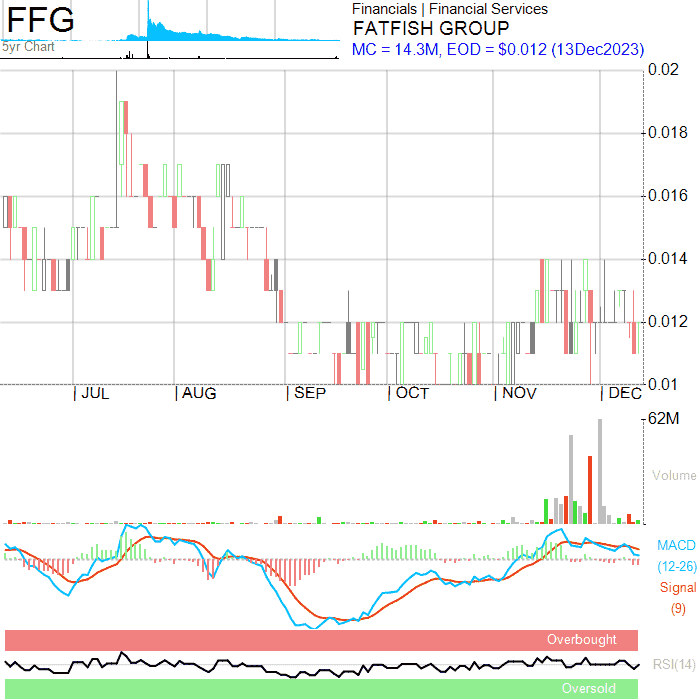 FFG
5yr Chart
Financials | Financial Services
FATFISH GROUP
MC = 14.3M, EOD = $0.012 (13Dec2023)
0.02
0.018
0.016
0.014
0.012
0.01
| JUL | AUG | SEP | OCT | NOV | DEC
62M
Volume
MACD
(12-26)
Signal
(9)
Overbought
RSI(14)
Oversold